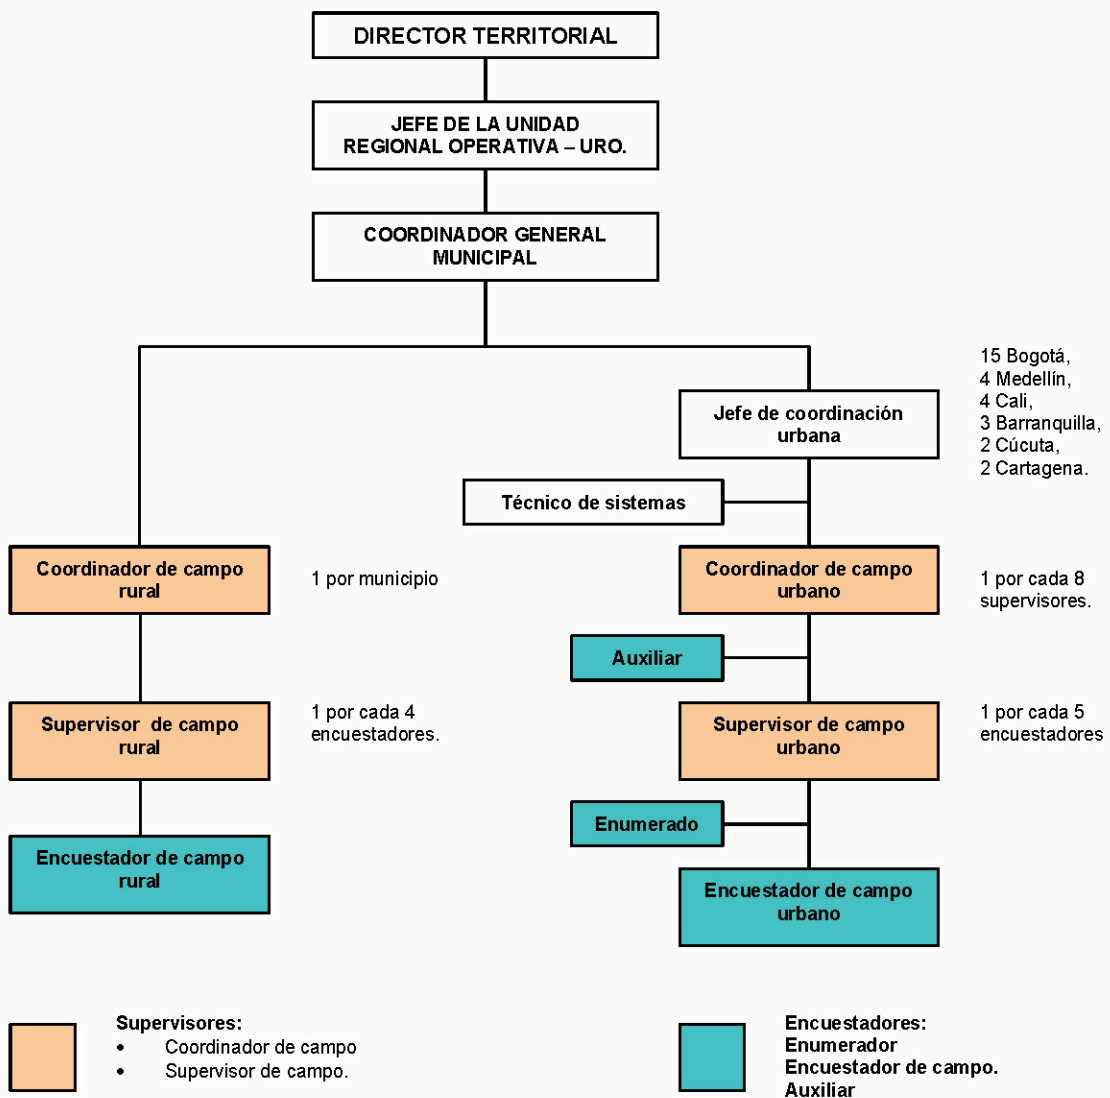 DIRECTOR TERRITORIAL
JEFE DE LA UNIDAD
REGIONAL OPERATIVA – URO.
COORDINADOR GENERAL
MUNICIPAL
15 Bogotá,
4 Medellín,
4 Cali,
3 Barranquilla,
2 Cúcuta,
2 Cartagena.
Jefe de coordinación
urbana
Técnico de sistemas
Coordinador de campo
rural
1 por municipio
Coordinador de campo
urbano
1 por cada 8
supervisores.
Auxiliar
Supervisor de campo
rural
1 por cada 4
encuestadores.
Supervisor de campo
urbano
1 por cada 5
encuestadores
Enumerado
Encuestador de campo
rural
Encuestador de campo
urbano
Supervisores:
• Coordinador de campo
• Supervisor de campo.
Encuestadores:
Enumerador
Encuestador de campo.
Auxiliar